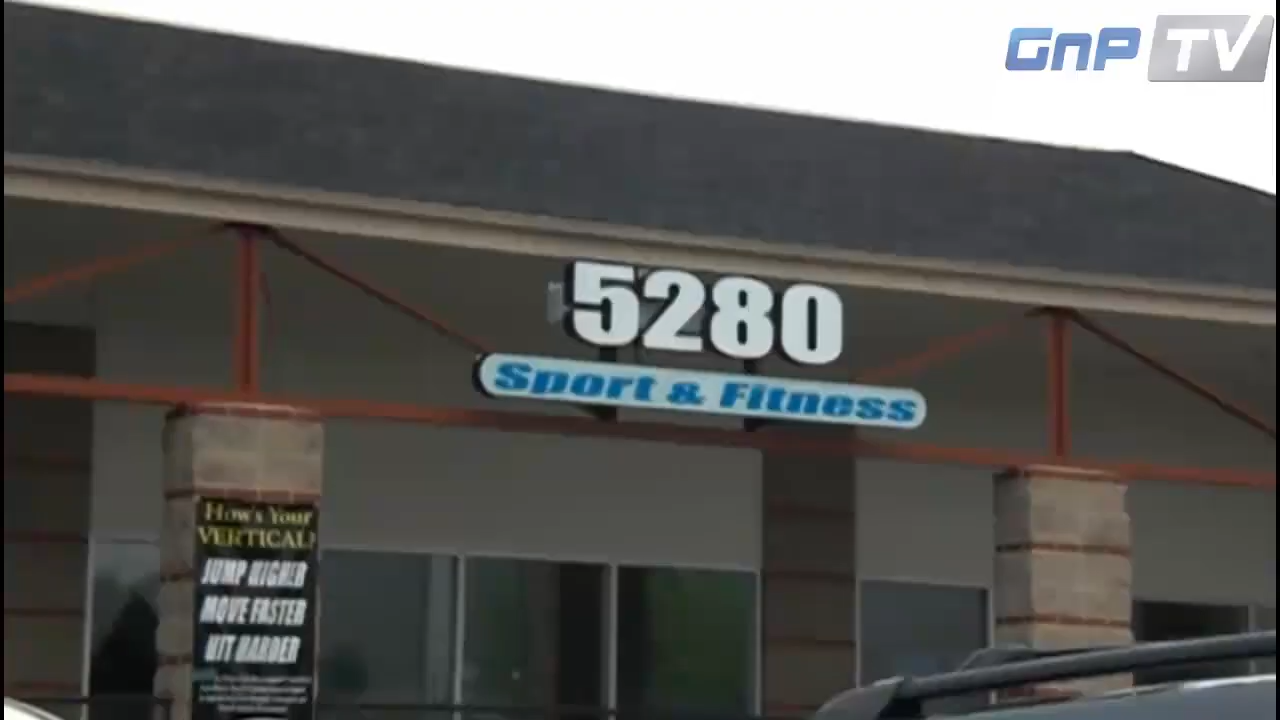 GnP TV
5280
Sport & Fitness
How's Your
VERTICAL?
JUMP HIGHER
MOVE FASTER
HIT HARDER